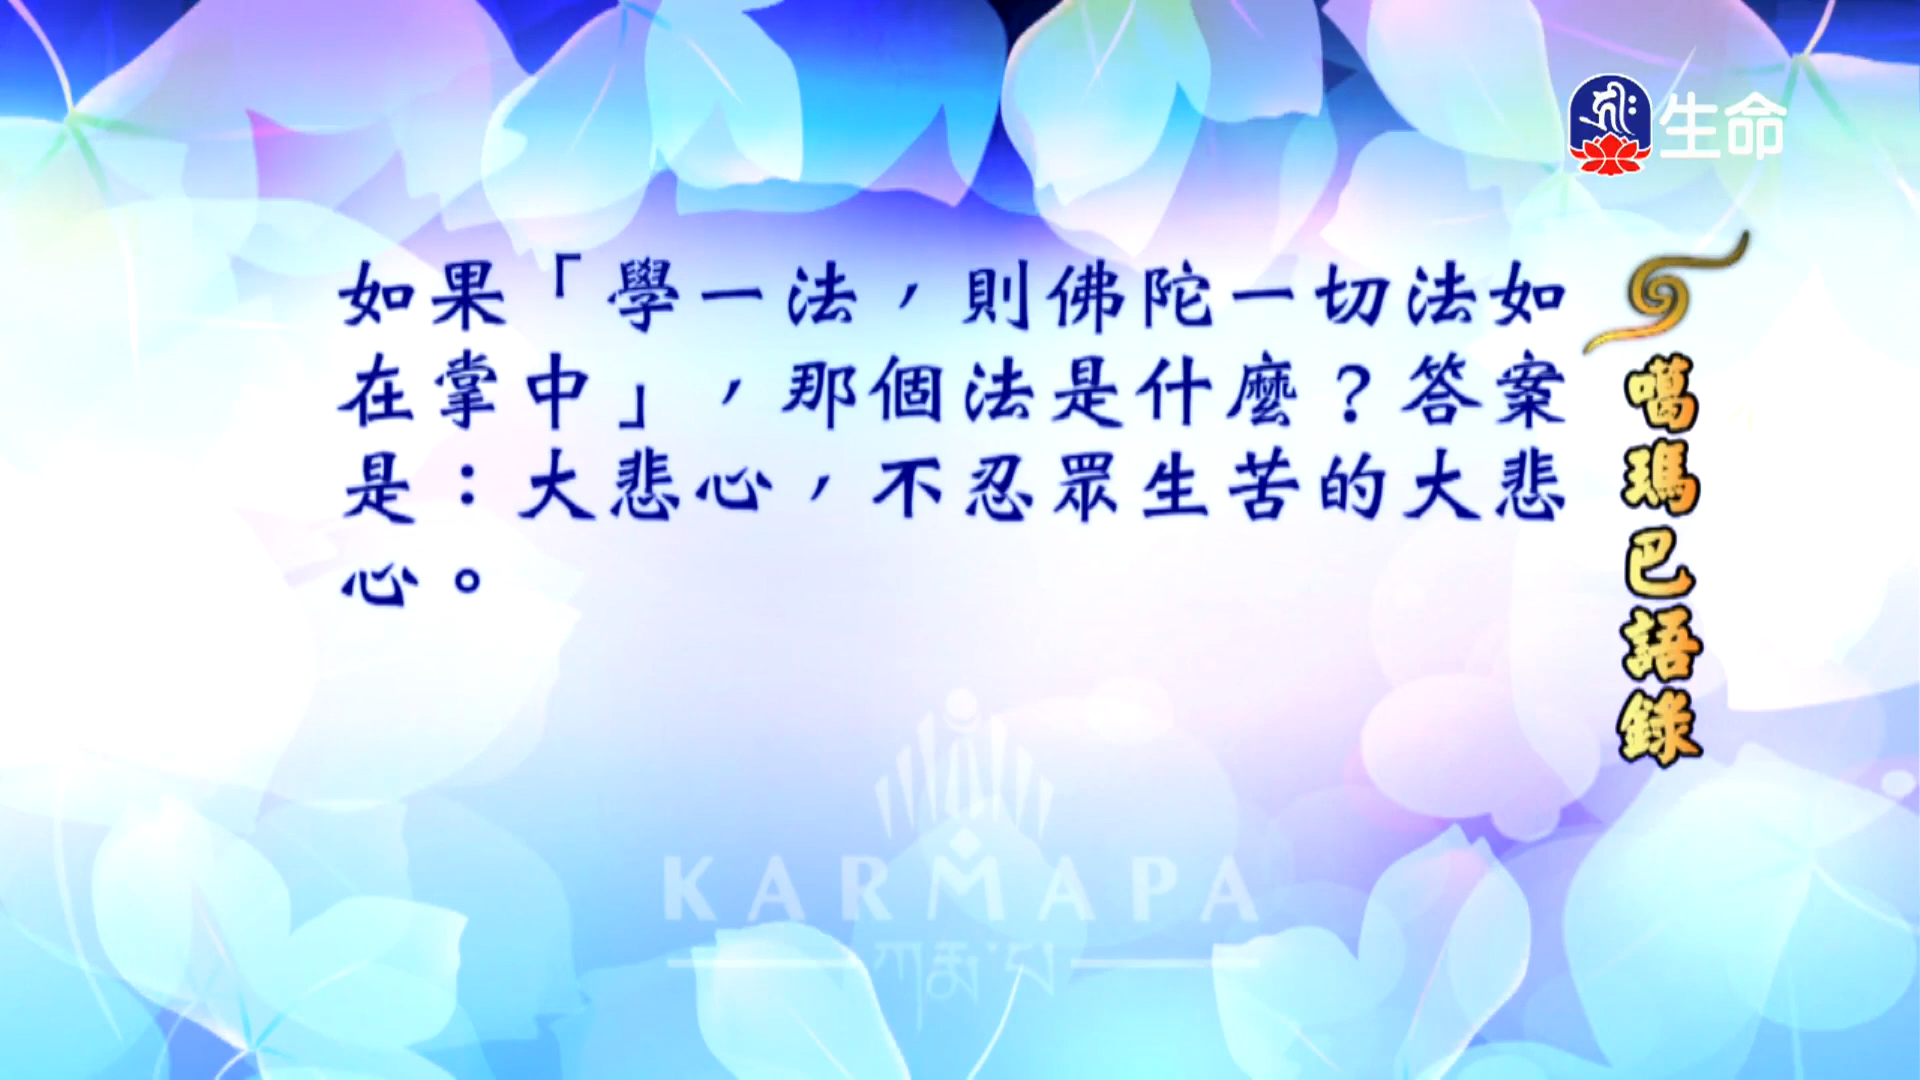 生命
如果「學一法，則佛陀一切法如
在掌中」，那個法是什麼？答案
是：大悲心，不忍眾生苦的大悲
心。
噶瑪巴語錄
KARMAPA
ཀརྨ་པ